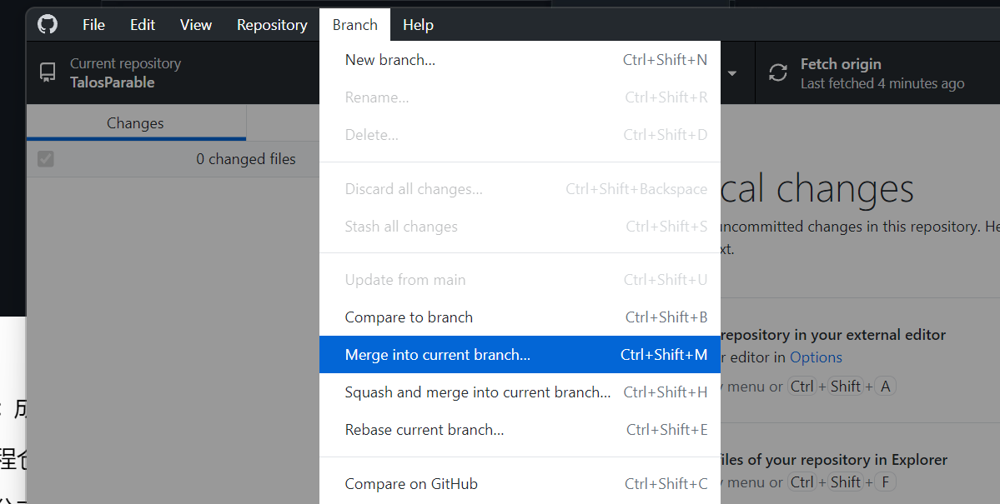 File Edit View Repository Branch Help
Current repository
TalosParable
Fetch origin
Last fetched 4 minutes ago
Changes
0 changed files
New branch... Ctrl+Shift+N
Rename... Ctrl+Shift+R
Delete... Ctrl+Shift+D
Discard all changes... Ctrl+Shift+Backspace
Stash all changes Ctrl+Shift+S
Update from main Ctrl+Shift+U
Compare to branch Ctrl+Shift+B
Merge into current branch... Ctrl+Shift+M
Squash and merge into current branch... Ctrl+Shift+H
Rebase current branch... Ctrl+Shift+E
Compare on GitHub Ctrl+Shift+C
cal changes
uncommitted changes in this repository. He
xt.
repository in your external editor
r editor in Options
menu or Ctrl + Shift + A
files of your repository in Explorer
menu or Ctrl + Shift + F
程